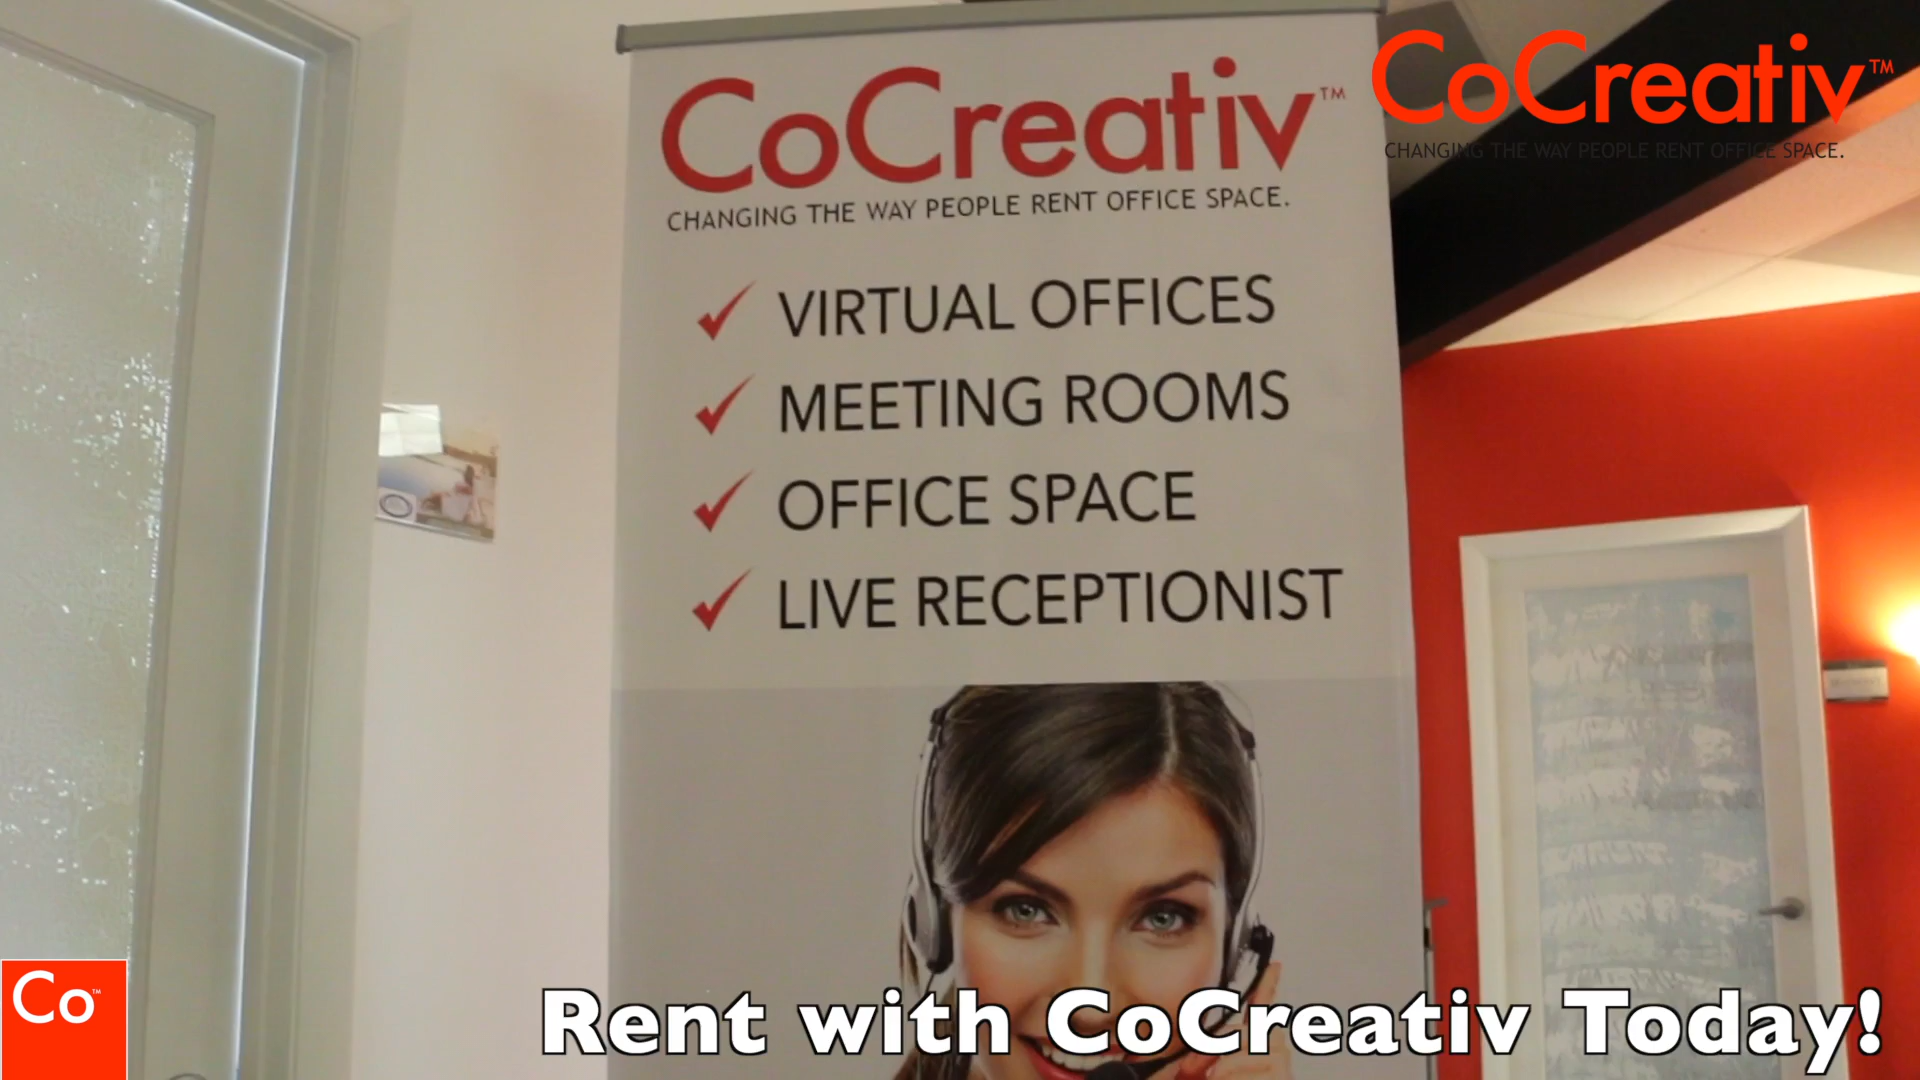 CoCreativ™
CHANGING THE WAY PEOPLE RENT OFFICE SPACE.
CoCreativ™
CHANGING THE WAY PEOPLE RENT OFFICE SPACE.
VIRTUAL OFFICES
MEETING ROOMS
OFFICE SPACE
LIVE RECEPTIONIST
Co™
Rent with CoCreativ Today!